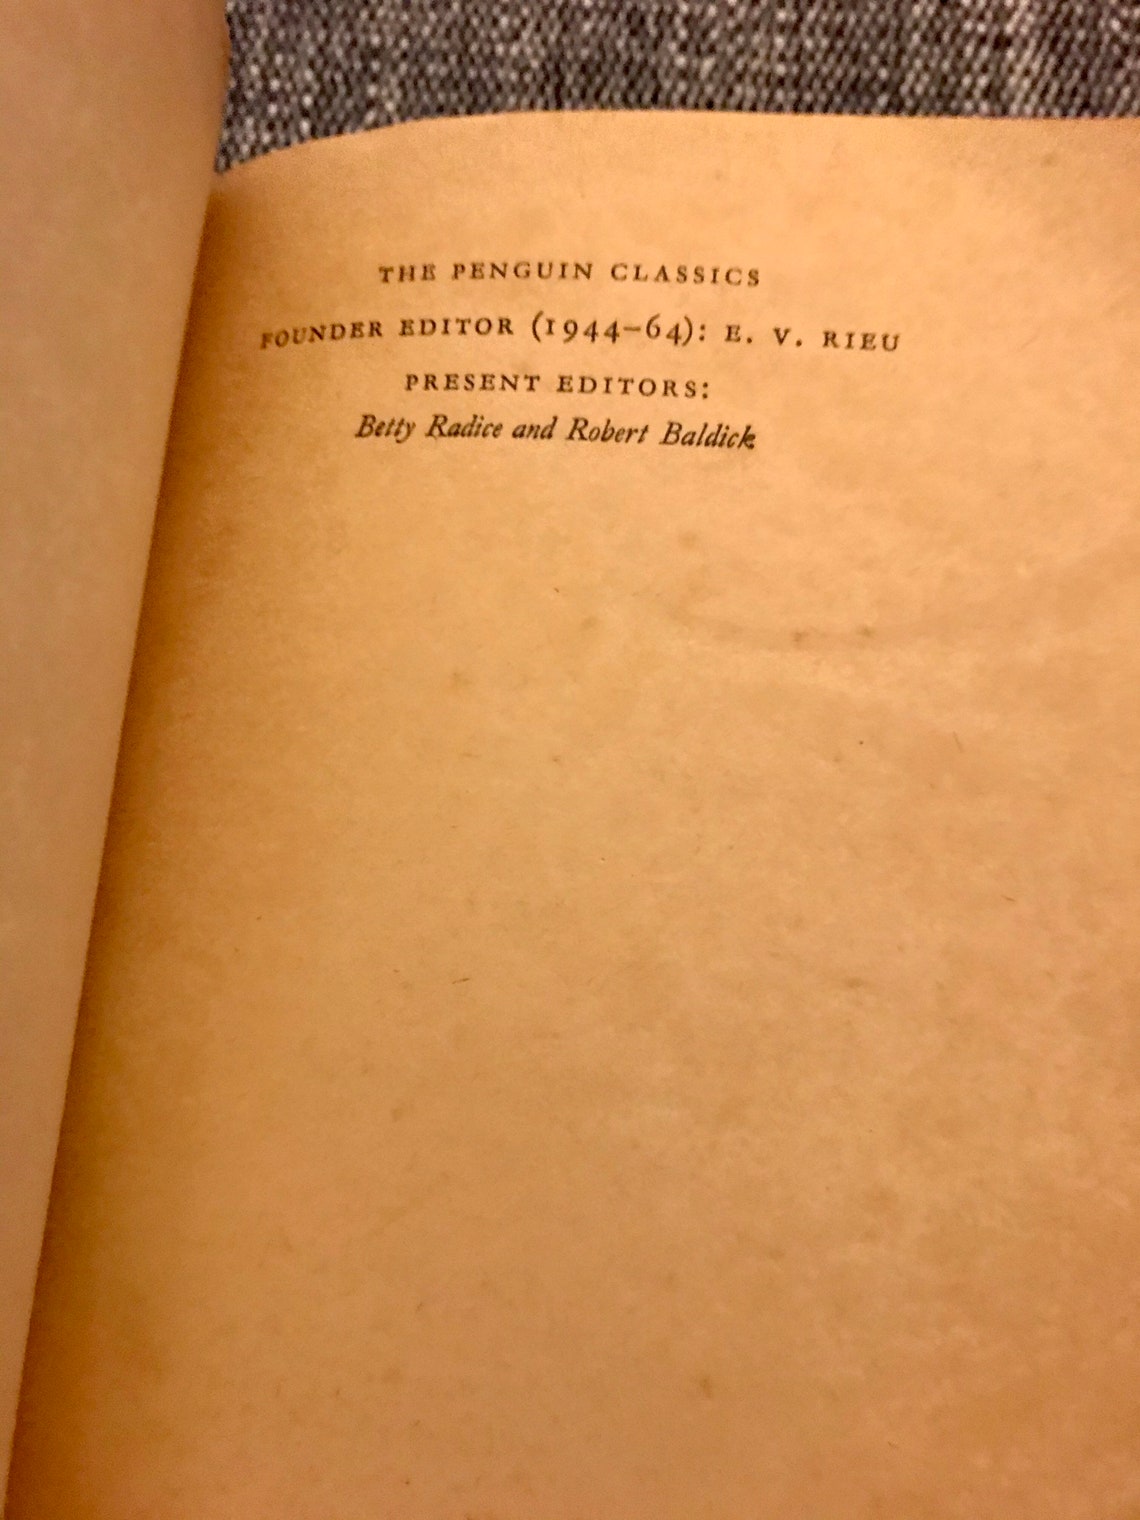 THE PENGUIN CLASSICS
FOUNDER EDITOR (1944–64): E. V. RIEU
PRESENT EDITORS:
Betty Radice and Robert Baldick